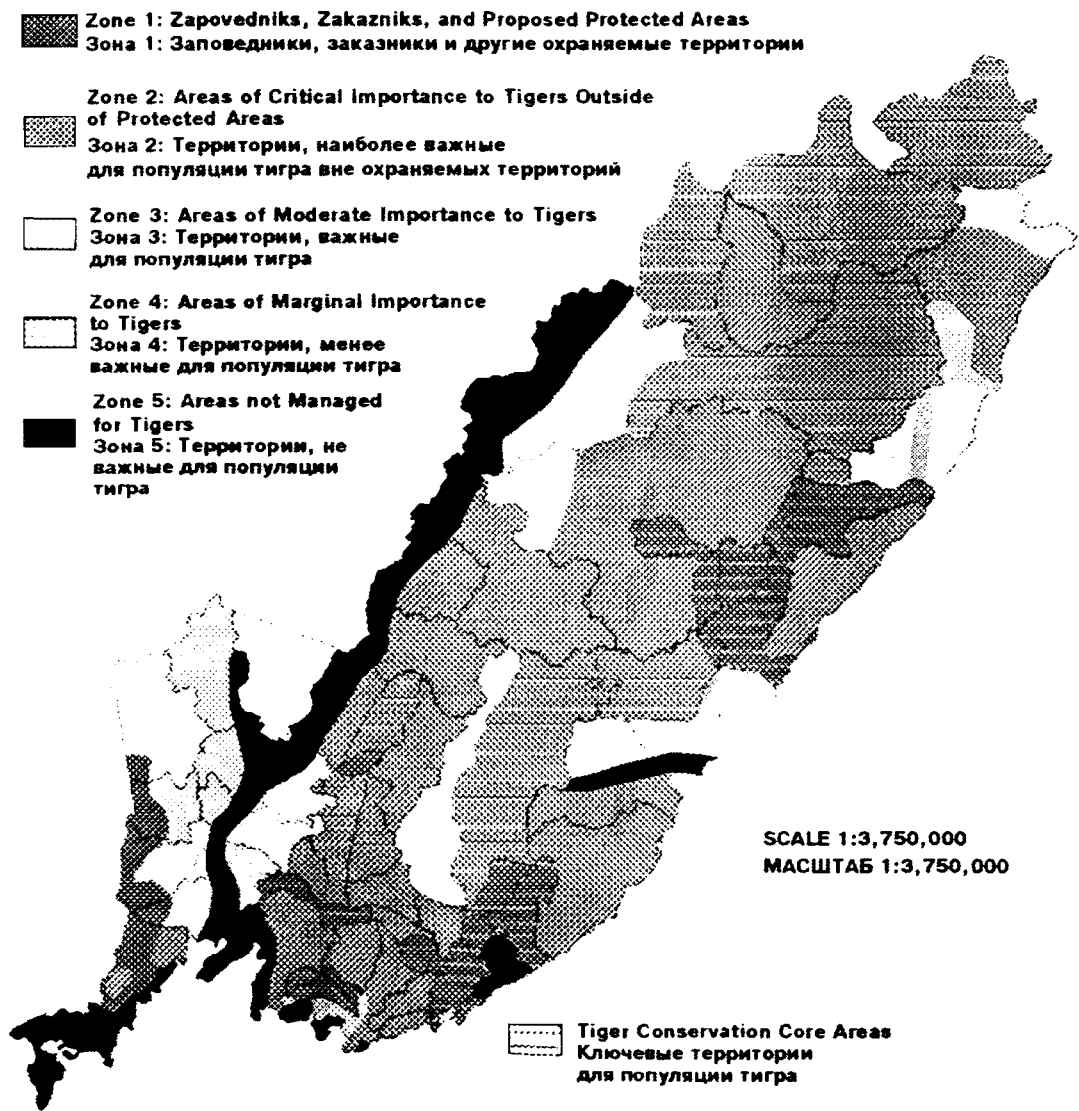 Zone 1: Zapovedniks, Zakazniks, and Proposed Protected Areas
Зона 1: Заповедники, заказники и другие охраняемые территории
Zone 2: Areas of Critical Importance to Tigers Outside
of Protected Areas
Зона 2: Территории, наиболее важные
для популяции тигра вне охраняемых территорий
Zone 3: Areas of Moderate Importance to Tigers
Зона 3: Территории, важные
для популяции тигра
Zone 4: Areas of Marginal Importance
to Tigers
Зона 4: Территории, менее
важные для популяции тигра
Zone 5: Areas not Managed
for Tigers
Зона 5: Территории, не
важные для популяции
тигра
SCALE 1:3,750,000
МАСШТАБ 1:3,750,000
Tiger Conservation Core Areas
Ключевые территории
для популяции тигра